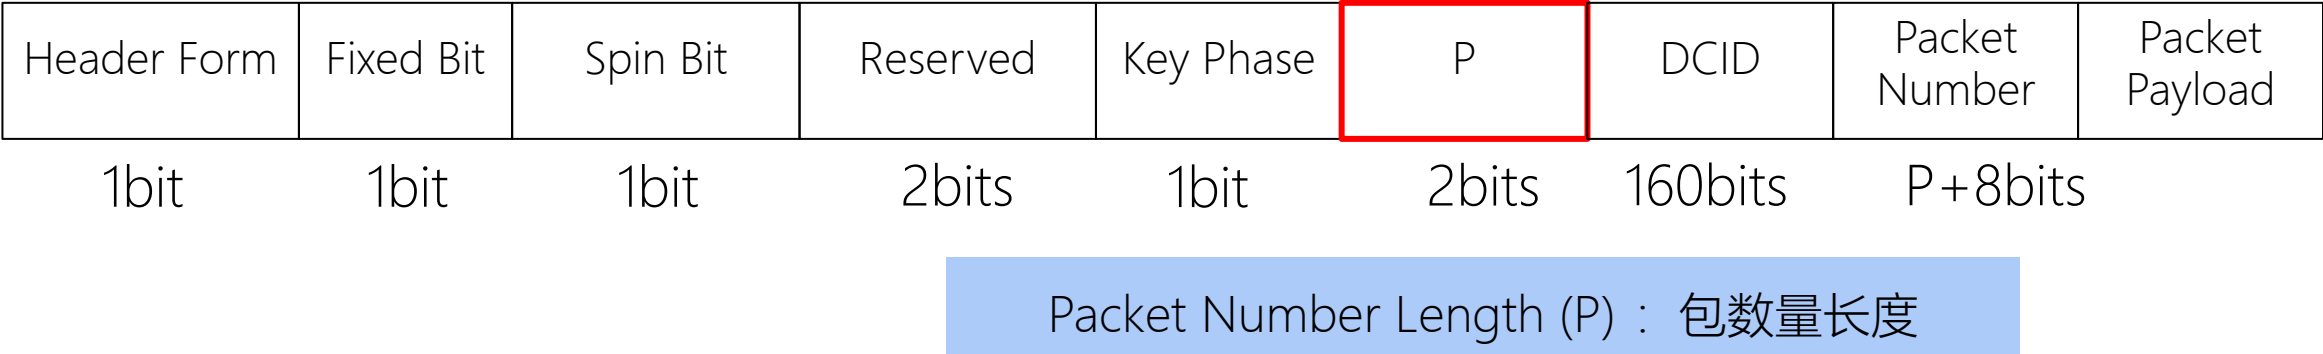 Header Form Fixed Bit Spin Bit Reserved Key Phase P DCID Packet Number Packet Payload
1bit 1bit 1bit 2bits 1bit 2bits 160bits P+8bits
Packet Number Length (P) : 包数量长度